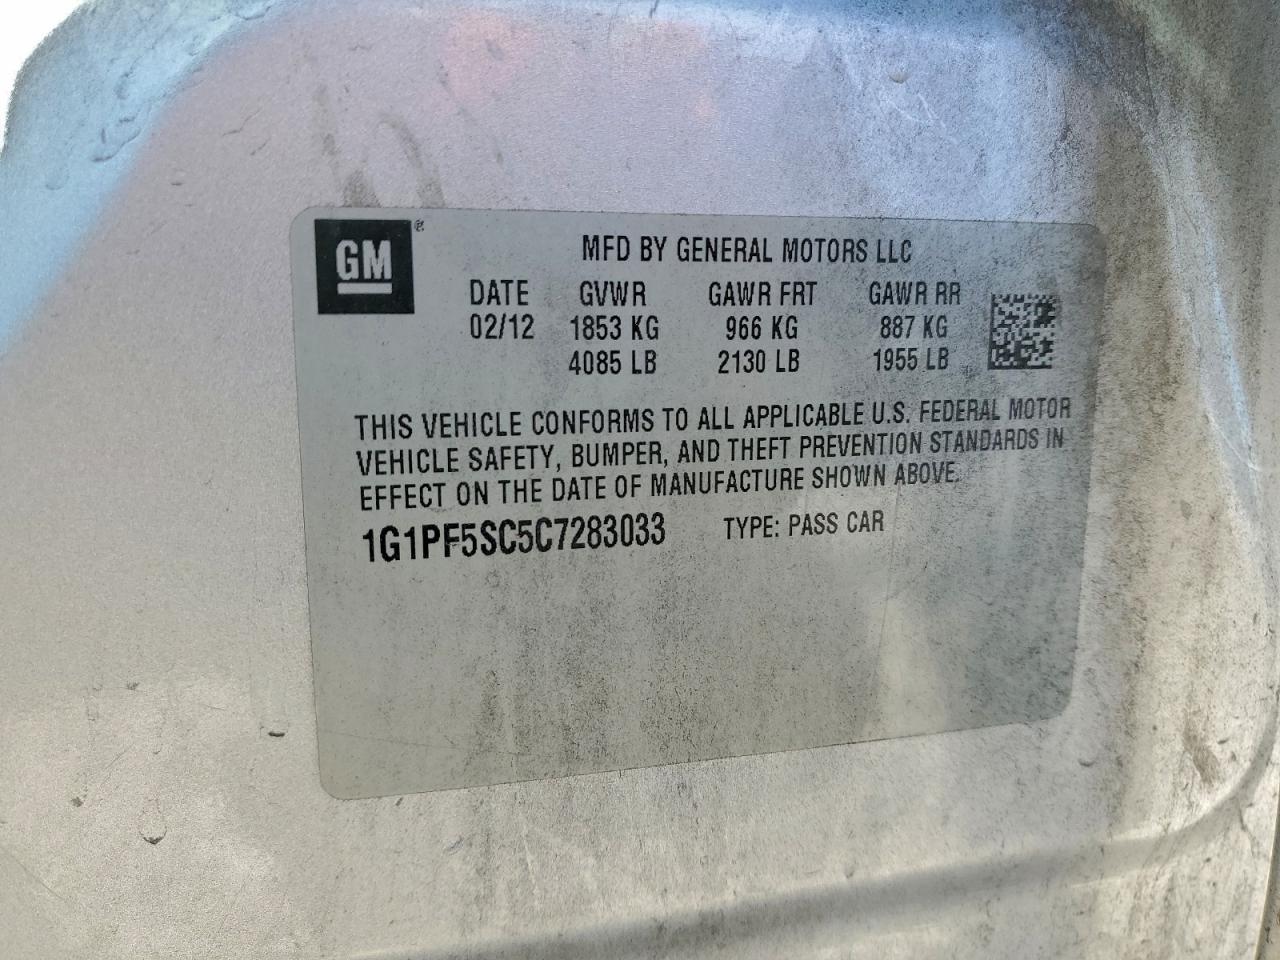 GM®
MFD BY GENERAL MOTORS LLC
DATE GVWR GAWR FRT GAWR RR
02/12 1853 KG 966 KG 887 KG
4085 LB 2130 LB 1955 LB
THIS VEHICLE CONFORMS TO ALL APPLICABLE U.S. FEDERAL MOTOR
VEHICLE SAFETY, BUMPER, AND THEFT PREVENTION STANDARDS IN
EFFECT ON THE DATE OF MANUFACTURE SHOWN ABOVE.
1G1PF5SC5C7283033 TYPE: PASS CAR